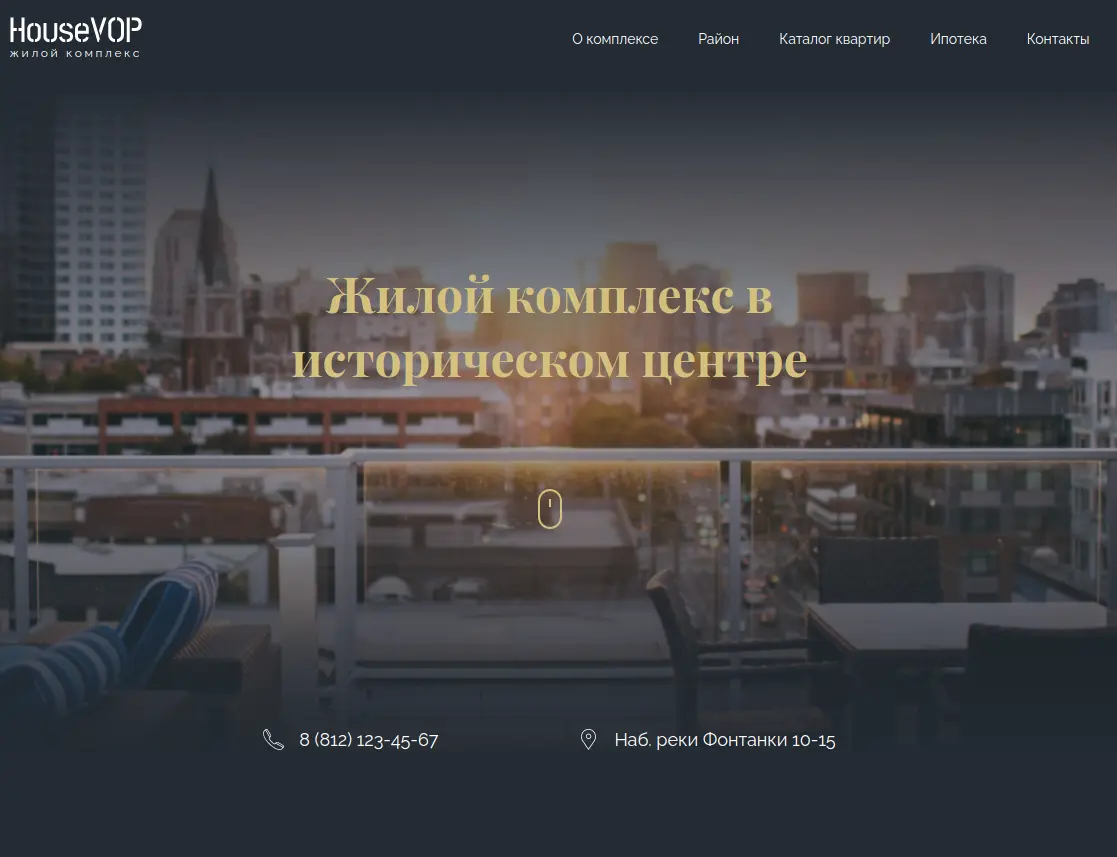 HouseVOP
жилой комплекс
О комплексе Район Каталог квартир Ипотека Контакты
Жилой комплекс в
историческом центре
8 (812) 123-45-67 Наб. реки Фонтанки 10-15